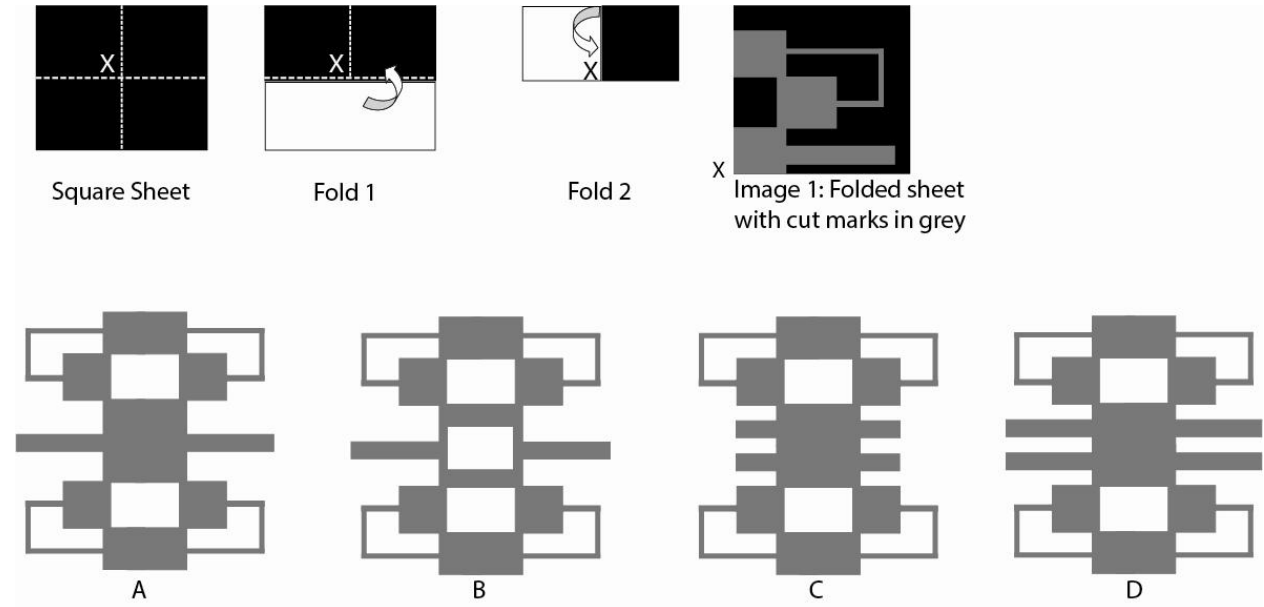 X
X
X
X
Square Sheet
Fold 1
Fold 2
Image 1: Folded sheet
with cut marks in grey
A
B
C
D